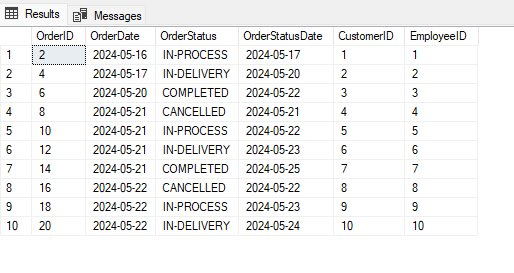 Results Messages
OrderID OrderDate OrderStatus OrderStatusDate CustomerID EmployeeID
1 2 2024-05-16 IN-PROCESS 2024-05-17 1 1
2 4 2024-05-17 IN-DELIVERY 2024-05-20 2 2
3 6 2024-05-20 COMPLETED 2024-05-22 3 3
4 8 2024-05-21 CANCELLED 2024-05-21 4 4
5 10 2024-05-21 IN-PROCESS 2024-05-22 5 5
6 12 2024-05-21 IN-DELIVERY 2024-05-23 6 6
7 14 2024-05-21 COMPLETED 2024-05-25 7 7
8 16 2024-05-22 CANCELLED 2024-05-22 8 8
9 18 2024-05-22 IN-PROCESS 2024-05-23 9 9
10 20 2024-05-22 IN-DELIVERY 2024-05-24 10 10